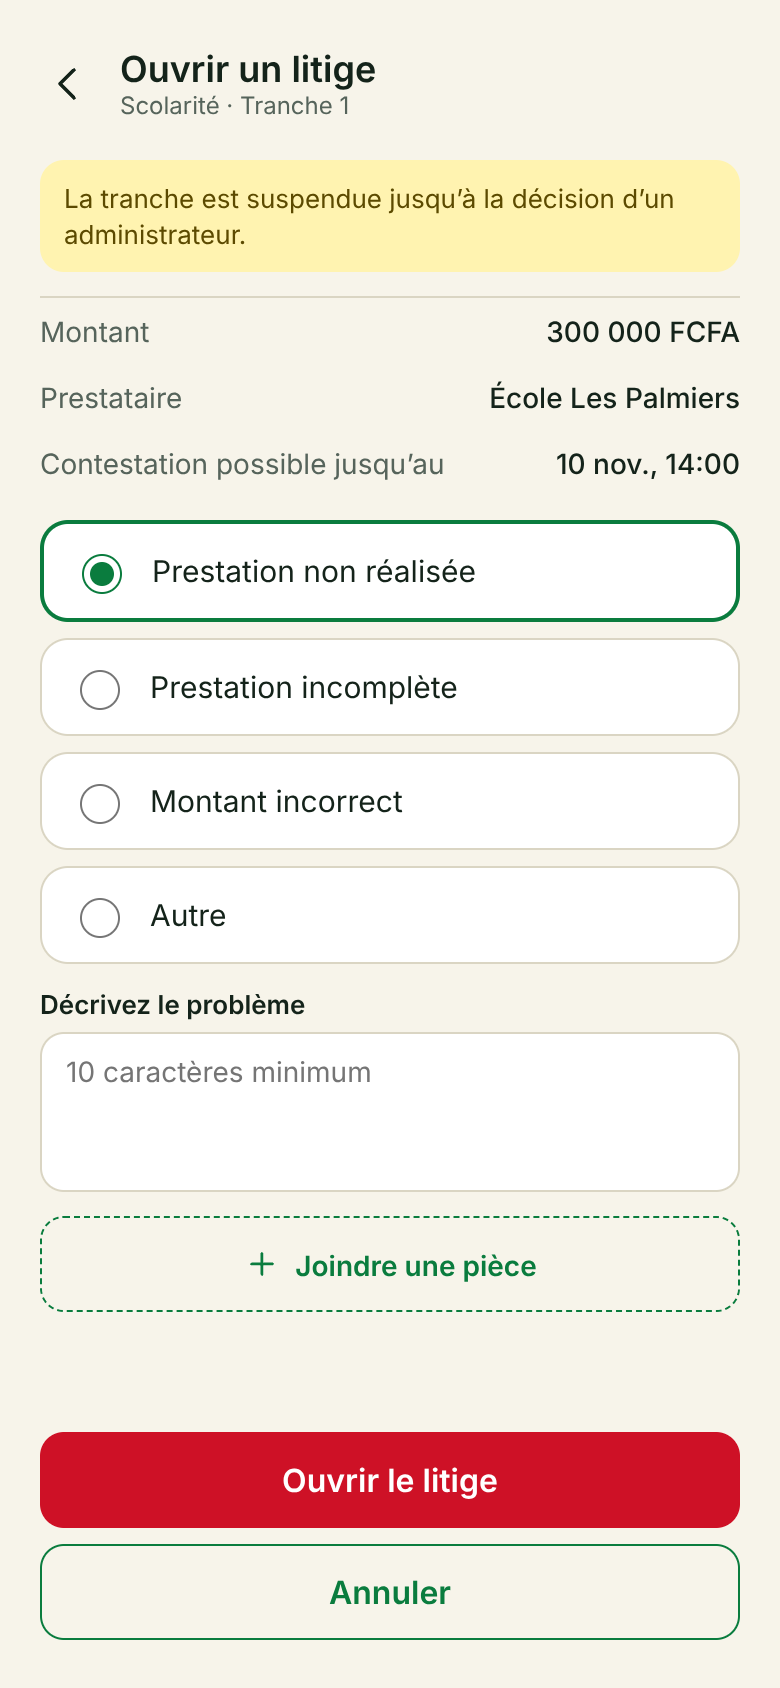 Ouvrir un litige
Scolarité · Tranche 1
La tranche est suspendue jusqu’à la décision d’un
administrateur.
Montant 300 000 FCFA
Prestataire École Les Palmiers
Contestation possible jusqu’au 10 nov., 14:00
Prestation non réalisée
Prestation incomplète
Montant incorrect
Autre
Décrivez le problème
10 caractères minimum
+ Joindre une pièce
Ouvrir le litige
Annuler